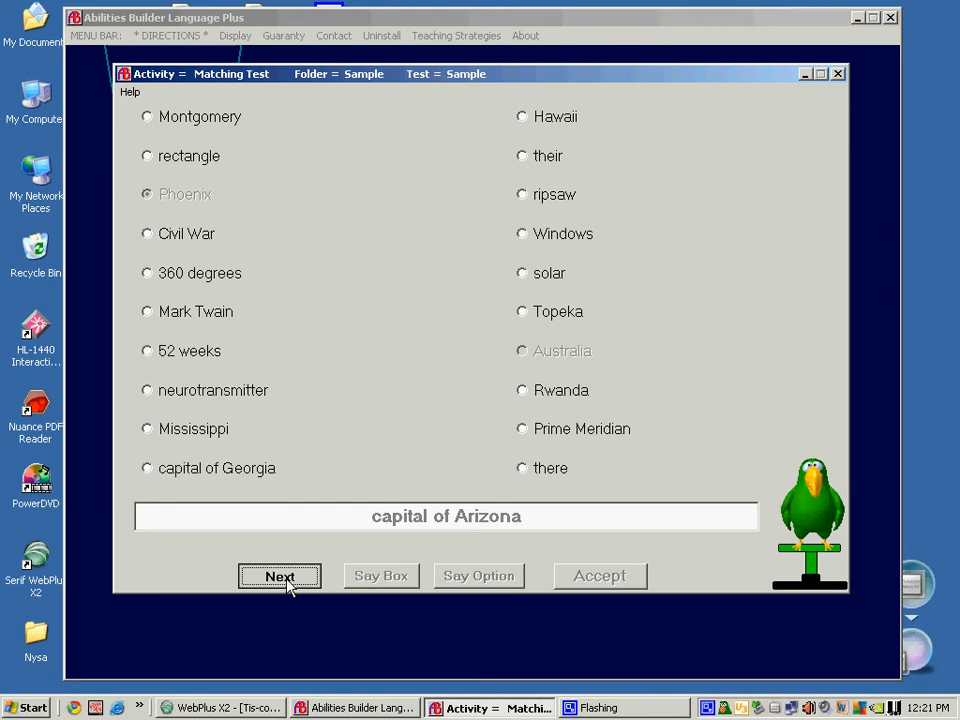 My Document
My Compute
My Network
Places
Recycle Bin
HL-1440
Interacti...
Nuance PDF
Reader
PowerDVD
Serif WebPlu
X2
Nysa
Abilities Builder Language Plus
MENU BAR: * DIRECTIONS * Display Guaranty Contact Uninstall Teaching Strategies About
Activity = Matching Test Folder = Sample Test = Sample
Help
Montgomery Hawaii
rectangle their
Phoenix ripsaw
Civil War Windows
360 degrees solar
Mark Twain Topeka
52 weeks Australia
neurotransmitter Rwanda
Mississippi Prime Meridian
capital of Georgia there
capital of Arizona
Next Say Box Say Option Accept
Start » WebPlus X2 - [Tis-co... Abilities Builder Lang... Activity = Matchi... Flashing 12:21 PM